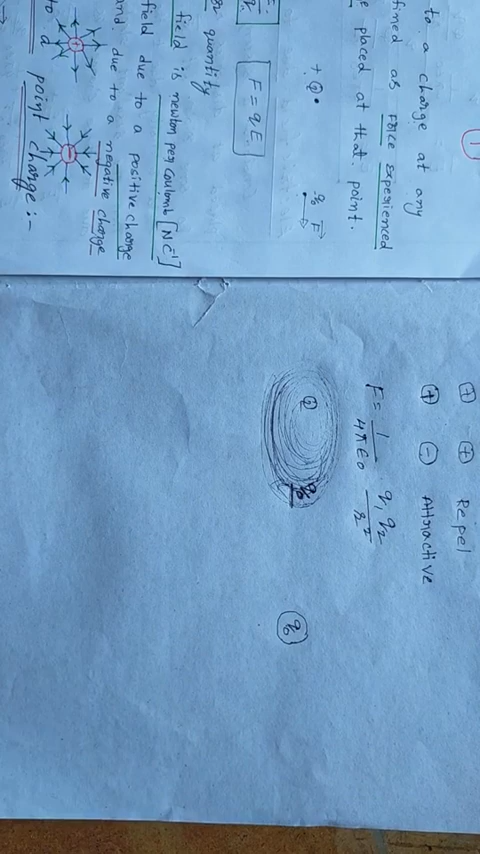 to a charge at any
fined as Force experienced
placed at that point.
+ Q •
q₀ F
F = qE
quantity
field is newton per Coulomb [NC⁻¹]
field due to a positive charge
and due to a negative charge
+
−
to a
point charge :-
+ + Repel
+ − Attractive
F = 1/4πε₀ q₁q₂/r²
Q
q₀
q₀